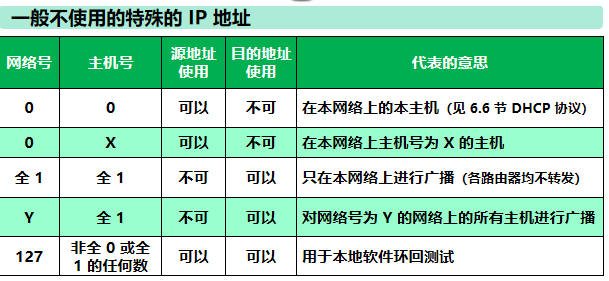 一般不使用的特殊的 IP 地址
网络号 主机号 源地址使用 目的地址使用 代表的意思
0 0 可以 不可 在本网络上的本主机（见 6.6 节 DHCP 协议）
0 X 可以 不可 在本网络上主机号为 X 的主机
全 1 全 1 不可 可以 只在本网络上进行广播（各路由器均不转发）
Y 全 1 不可 可以 对网络号为 Y 的网络上的所有主机进行广播
127 非全 0 或全 1 的任何数 可以 可以 用于本地软件环回测试